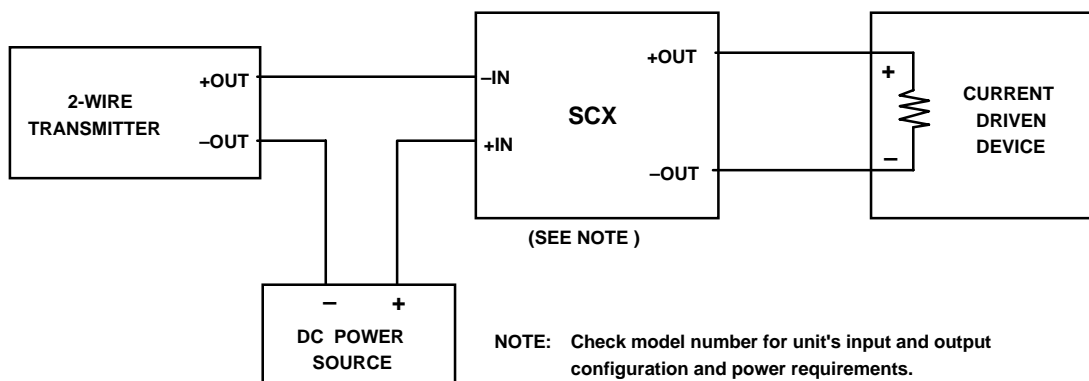 2-WIRE
TRANSMITTER
+OUT
–OUT
–IN
+IN
SCX
+OUT
–OUT
(SEE NOTE )
+
–
CURRENT
DRIVEN
DEVICE
– +
DC POWER
SOURCE
NOTE: Check model number for unit's input and output
configuration and power requirements.